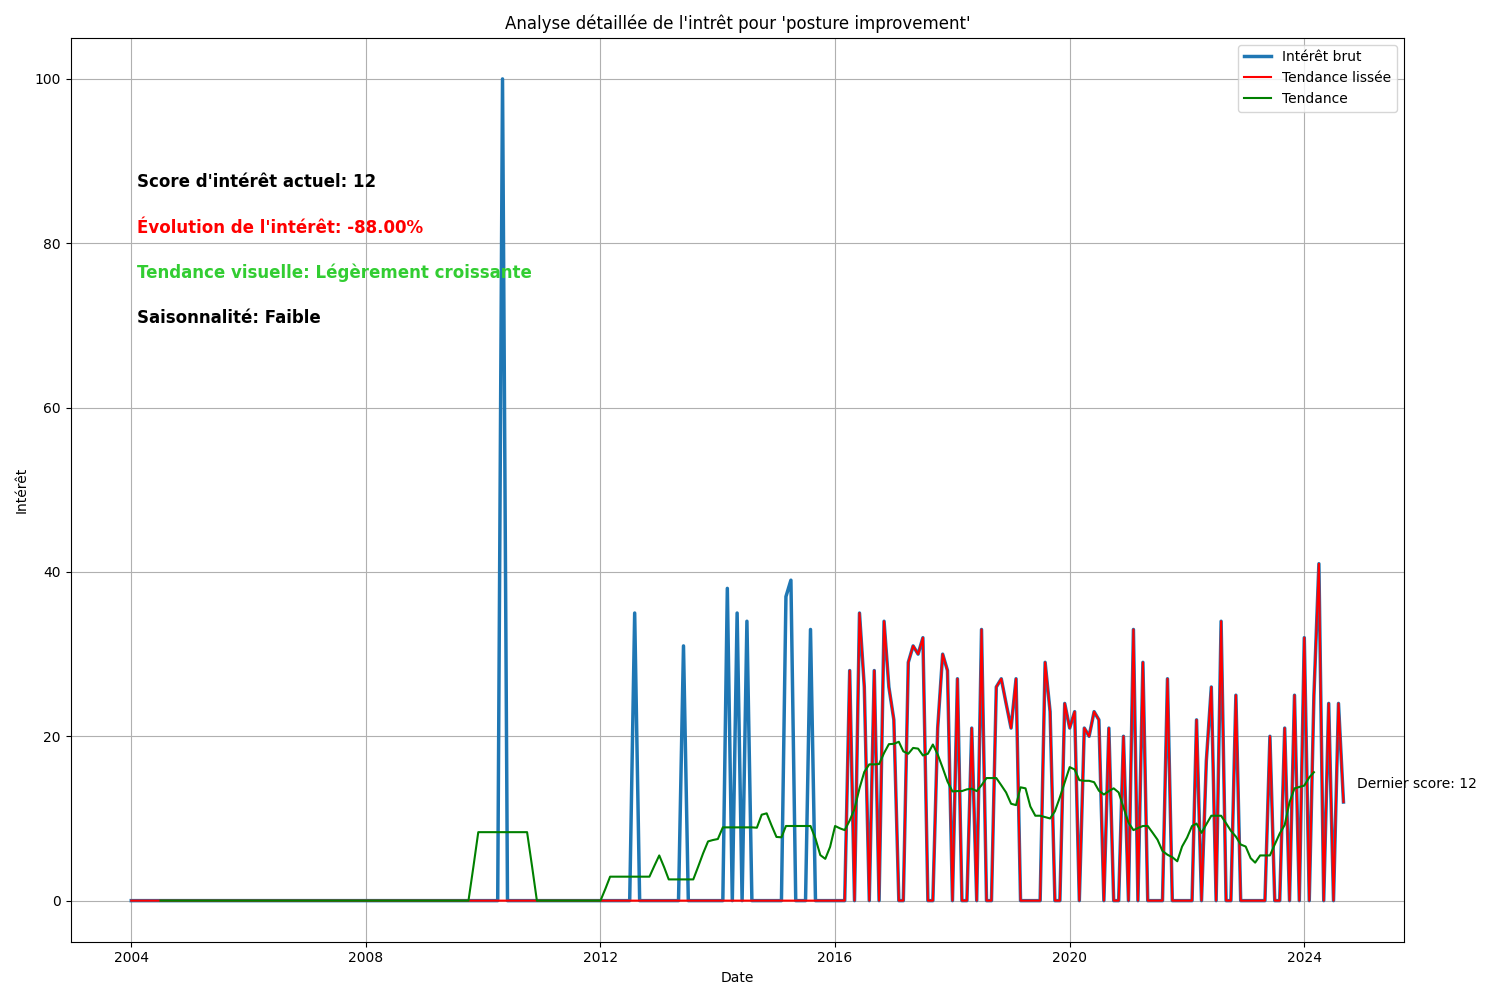 Analyse détaillée de l'intrêt pour 'posture improvement'
Intérêt brut
Tendance lissée
Tendance
100
80
60
40
20
0
Intérêt
Score d'intérêt actuel: 12
Évolution de l'intérêt: -88.00%
Tendance visuelle: Légèrement croissante
Saisonnalité: Faible
Dernier score: 12
2004
2008
2012
2016
2020
2024
Date